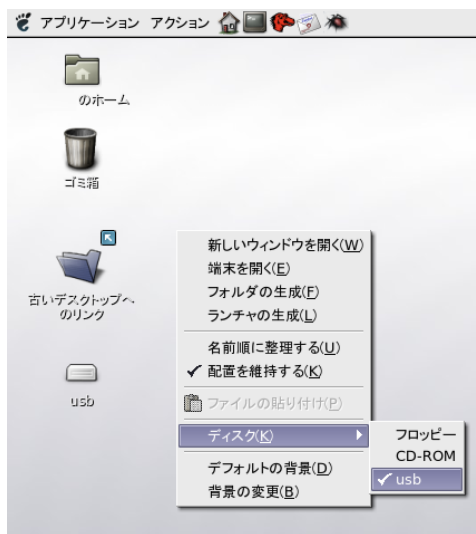 アプリケーション アクション
のホーム
ゴミ箱
古いデスクトップへ
のリンク
usb
新しいウィンドウを開く(W)
端末を開く(E)
フォルダの生成(F)
ランチャの生成(L)
名前順に整理する(U)
配置を維持する(K)
ファイルの貼り付け(P)
ディスク(K)
デフォルトの背景(D)
背景の変更(B)
フロッピー
CD-ROM
usb